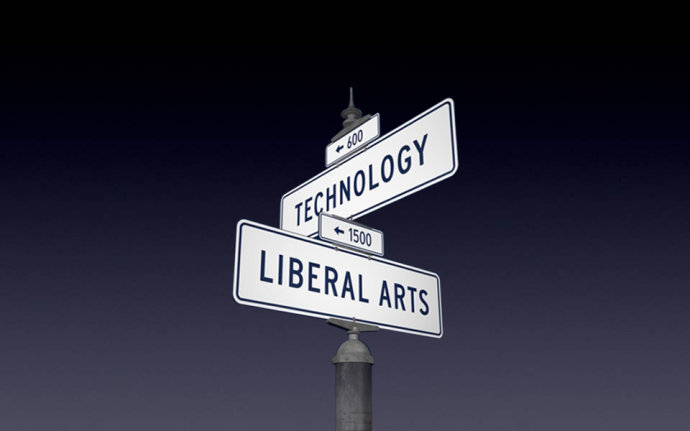 ← 600
TECHNOLOGY
← 1500
LIBERAL ARTS